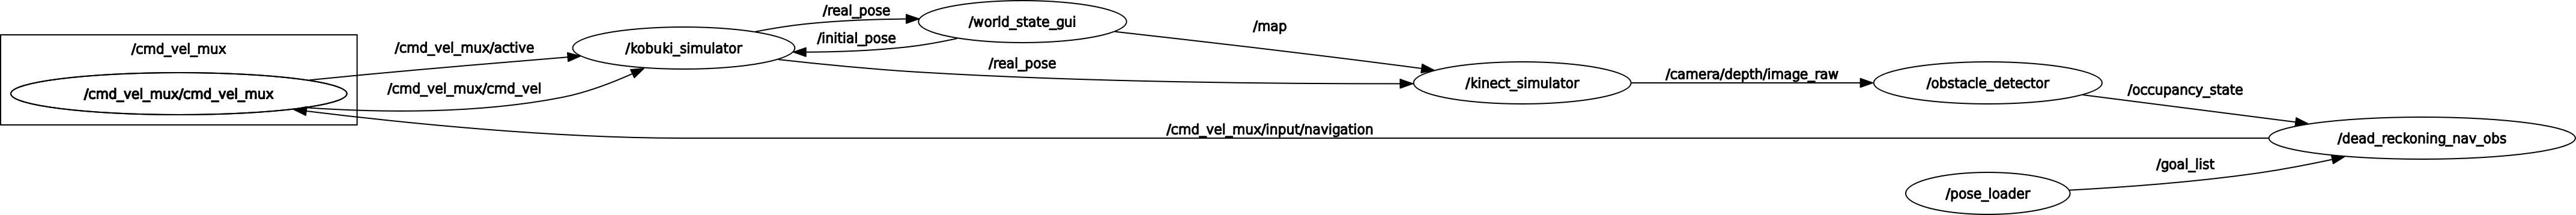 /cmd_vel_mux
/cmd_vel_mux/cmd_vel_mux
/cmd_vel_mux/active
/cmd_vel_mux/cmd_vel
/kobuki_simulator
/real_pose
/initial_pose
/real_pose
/world_state_gui
/map
/kinect_simulator
/camera/depth/image_raw
/obstacle_detector
/occupancy_state
/cmd_vel_mux/input/navigation
/dead_reckoning_nav_obs
/goal_list
/pose_loader